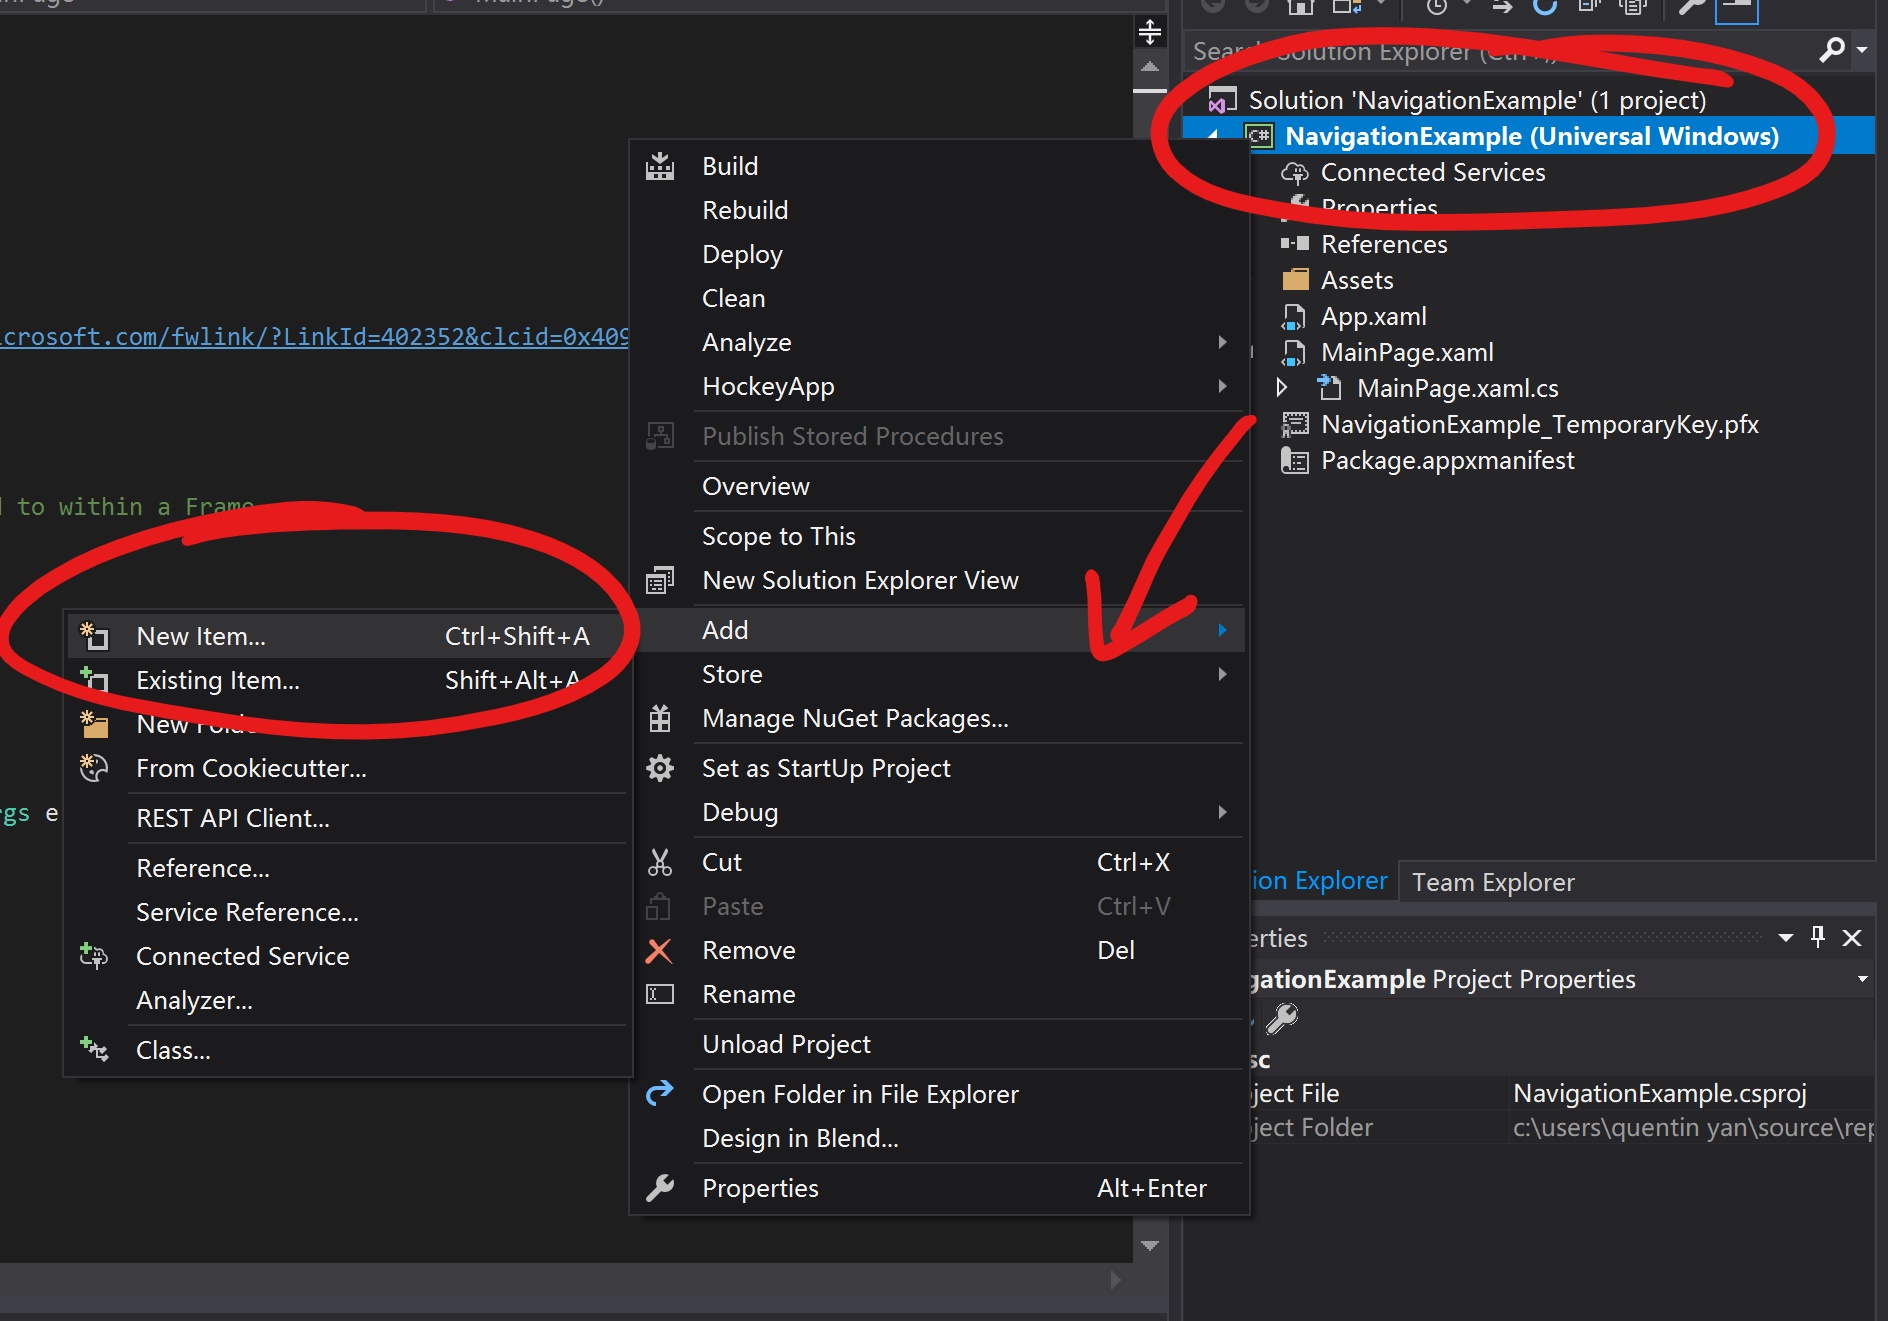 MainPage()
Search Solution Explorer (Ctrl+;)
Solution 'NavigationExample' (1 project)
C# NavigationExample (Universal Windows)
Connected Services
Properties
References
Assets
App.xaml
MainPage.xaml
MainPage.xaml.cs
NavigationExample_TemporaryKey.pfx
Package.appxmanifest
crosoft.com/fwlink/?LinkId=402352&clcid=0x409
to within a Frame
rgs e
Build
Rebuild
Deploy
Clean
Analyze
HockeyApp
Publish Stored Procedures
Overview
Scope to This
New Solution Explorer View
Add
Store
Manage NuGet Packages...
Set as StartUp Project
Debug
Cut Ctrl+X
Paste Ctrl+V
Remove Del
Rename
Unload Project
Open Folder in File Explorer
Design in Blend...
Properties Alt+Enter
New Item... Ctrl+Shift+A
Existing Item... Shift+Alt+A
New Folder
From Cookiecutter...
REST API Client...
Reference...
Service Reference...
Connected Service
Analyzer...
Class...
ion Explorer Team Explorer
erties
gationExample Project Properties
sc
ject File NavigationExample.csproj
ject Folder c:\users\quentin yan\source\rep